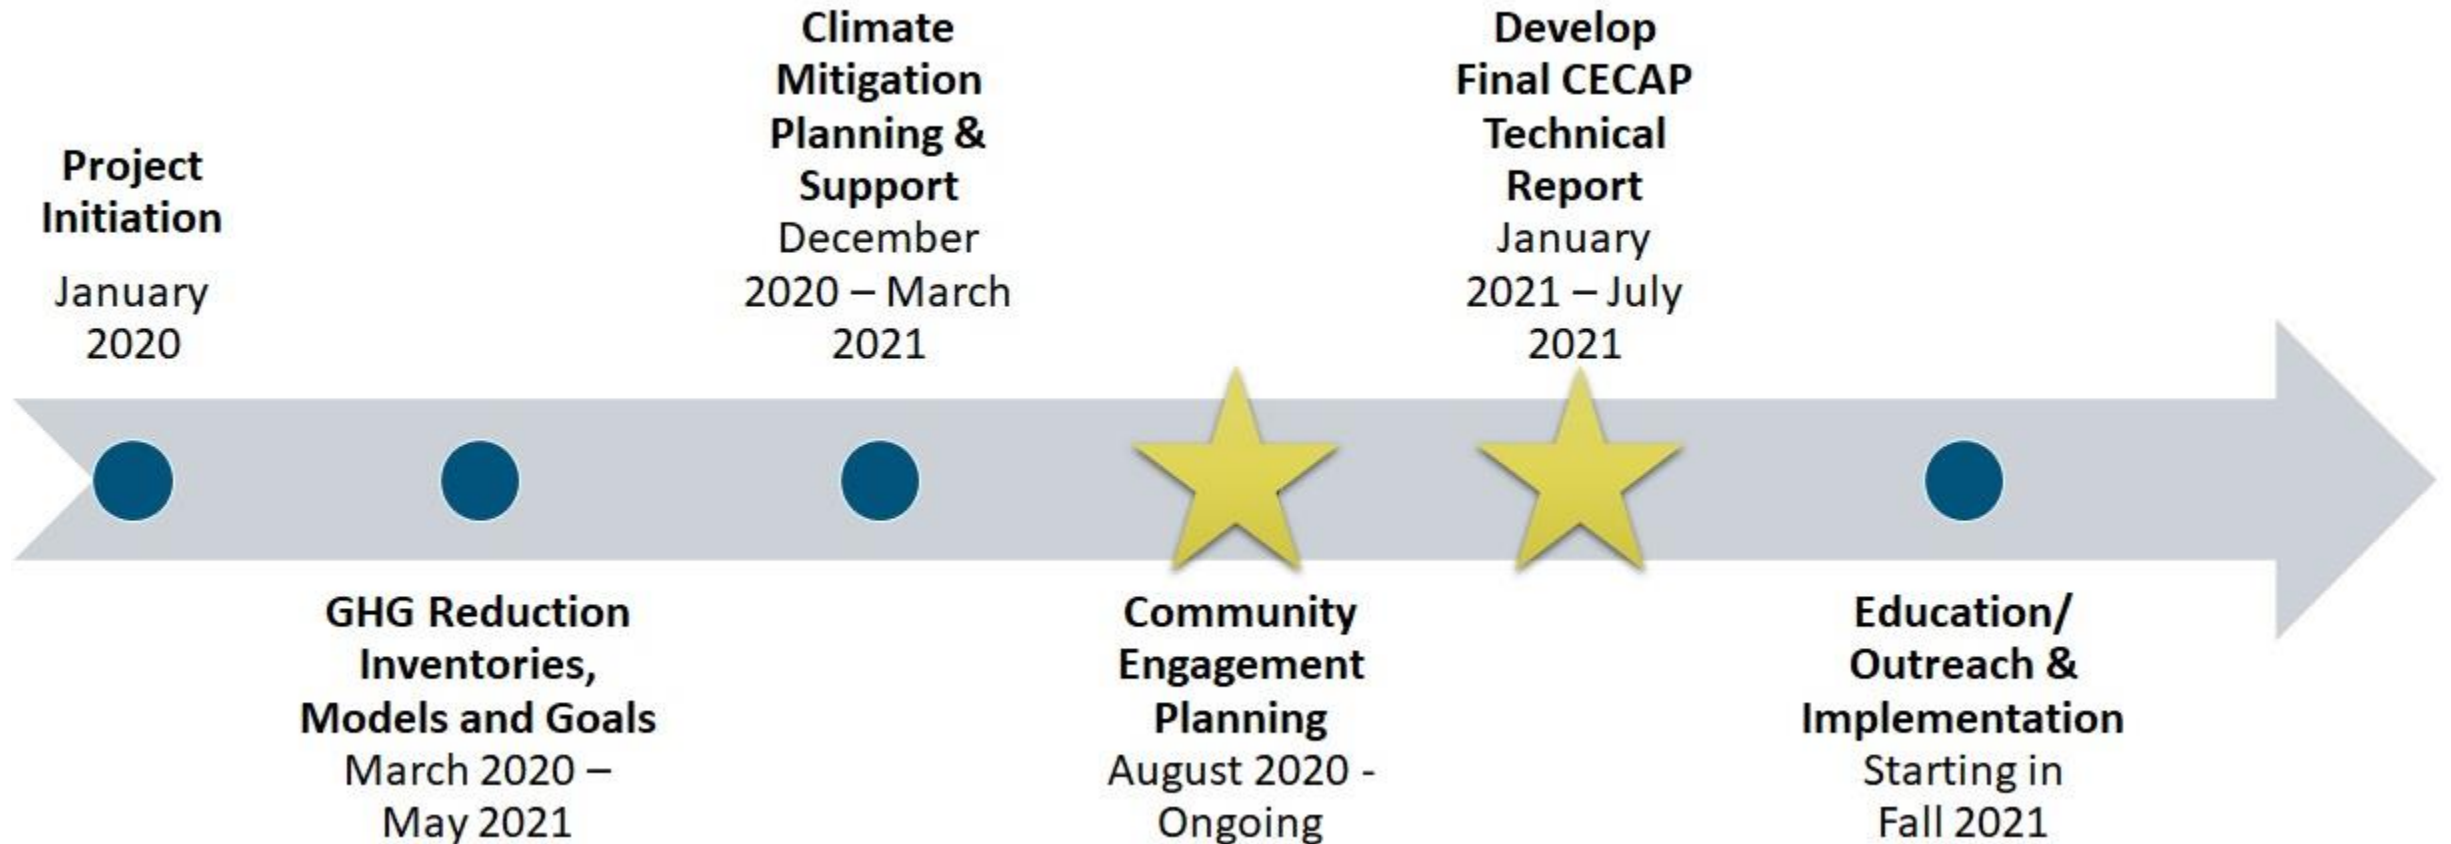 Project
Initiation
January
2020
GHG Reduction
Inventories,
Models and Goals
March 2020 –
May 2021
Climate
Mitigation
Planning &
Support
December
2020 – March
2021
Community
Engagement
Planning
August 2020 -
Ongoing
Develop
Final CECAP
Technical
Report
January
2021 – July
2021
Education/
Outreach &
Implementation
Starting in
Fall 2021